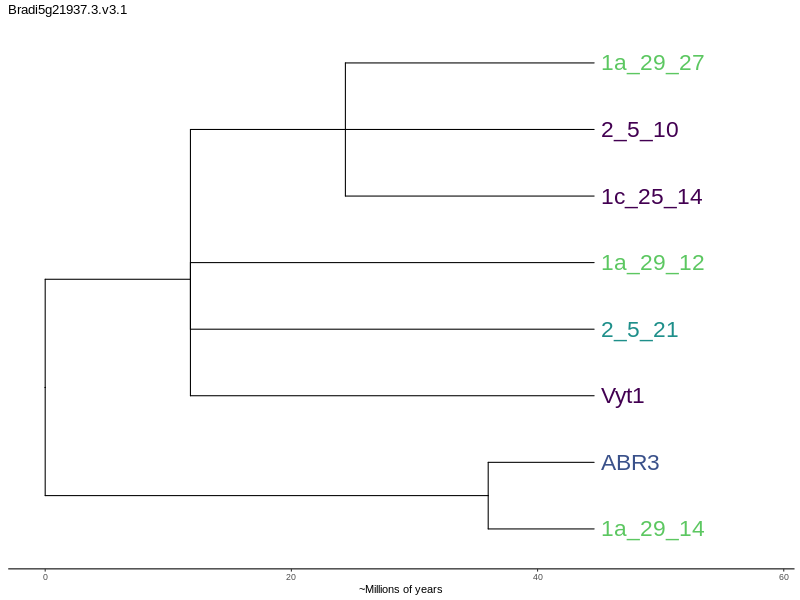 Bradi5g21937.3.v3.1
1a_29_27
2_5_10
1c_25_14
1a_29_12
2_5_21
Vyt1
ABR3
1a_29_14
0 20 40 60
~Millions of years